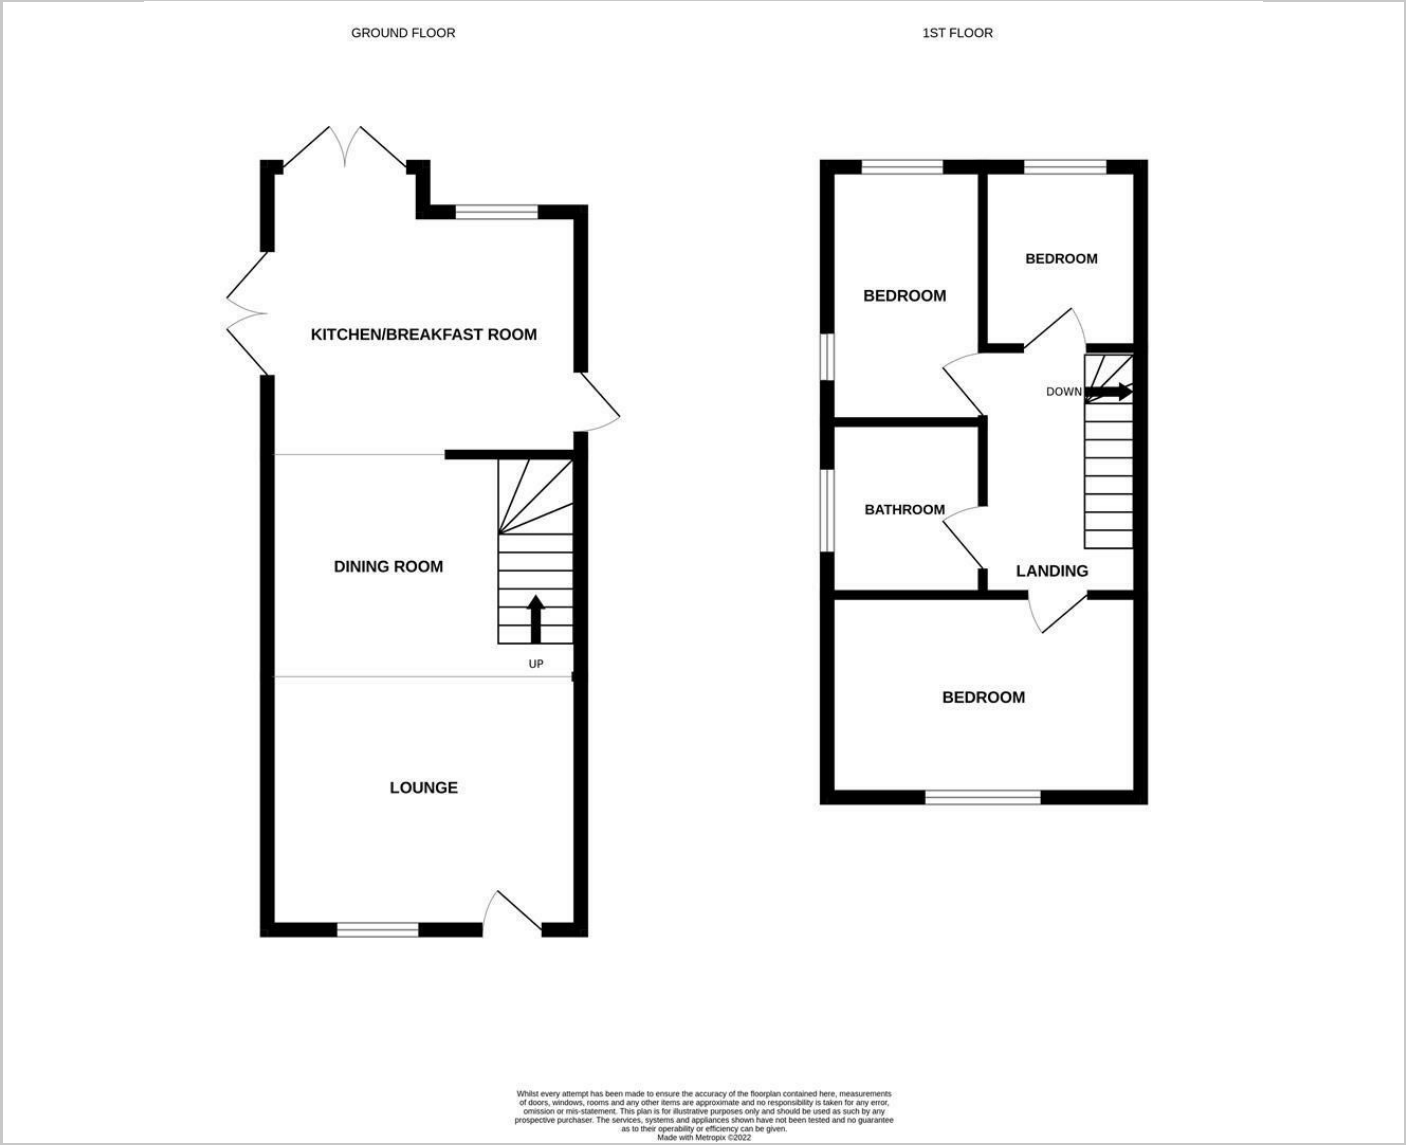 GROUND FLOOR
1ST FLOOR
KITCHEN/BREAKFAST ROOM
DINING ROOM
UP
LOUNGE
BEDROOM
BEDROOM
DOWN
BATHROOM
LANDING
BEDROOM
Whilst every attempt has been made to ensure the accuracy of the floorplan contained here, measurements
of doors, windows, rooms and any other items are approximate and no responsibility is taken for any error,
omission or mis-statement. This plan is for illustrative purposes only and should be used as such by any
prospective purchaser. The services, systems and appliances shown have not been tested and no guarantee
as to their operability or efficiency can be given.
Made with Metropix ©2022